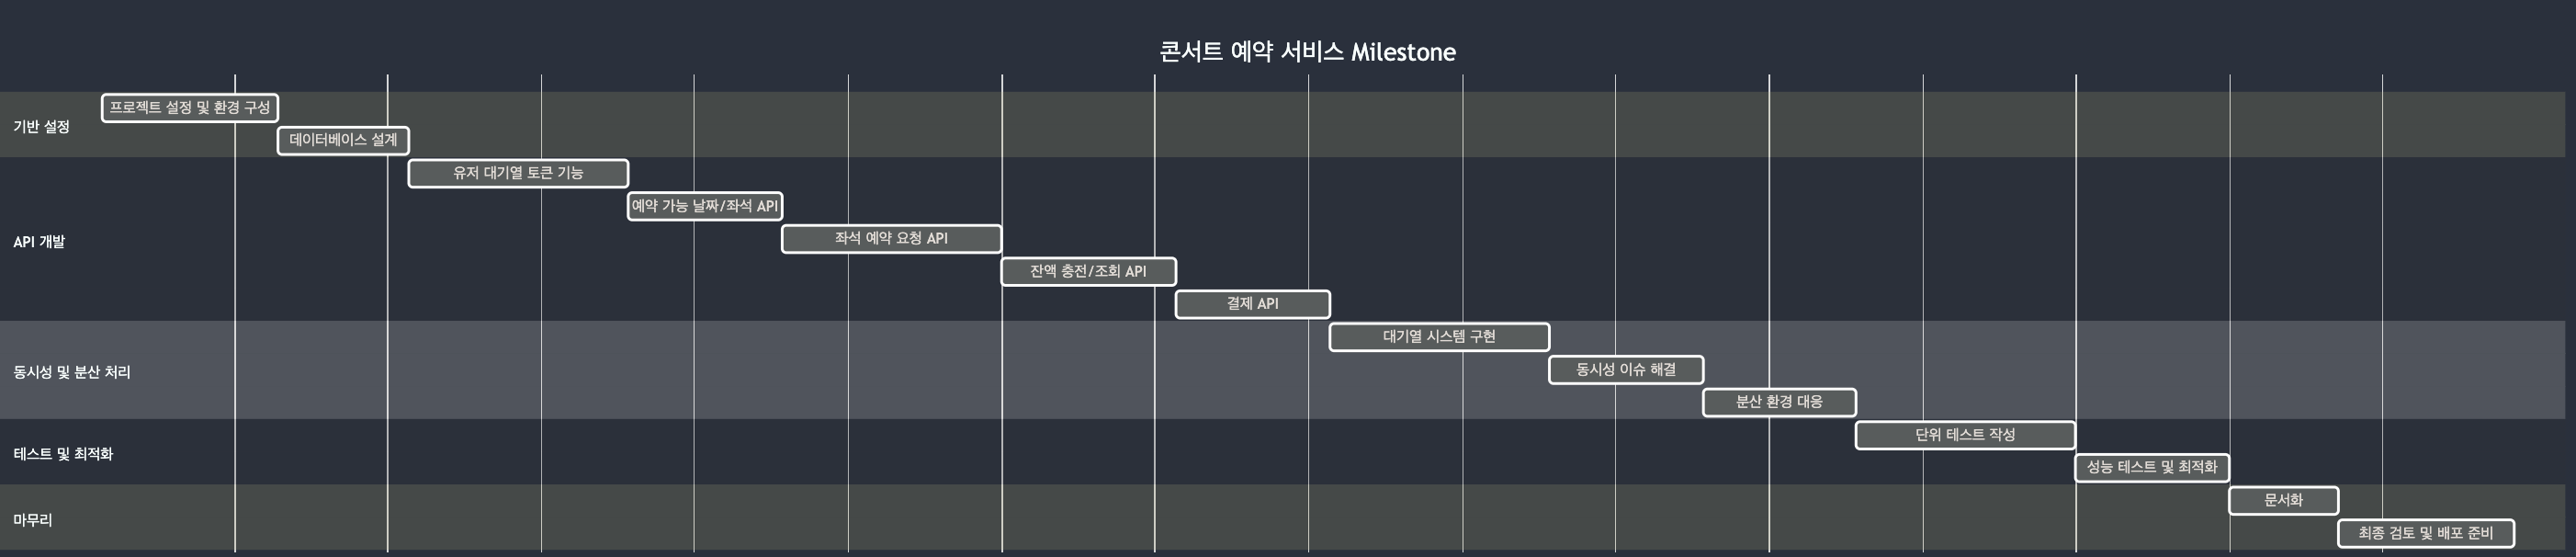 콘서트 예약 서비스 Milestone
기반 설정
프로젝트 설정 및 환경 구성
데이터베이스 설계
API 개발
유저 대기열 토큰 기능
예약 가능 날짜/좌석 API
좌석 예약 요청 API
잔액 충전/조회 API
결제 API
동시성 및 분산 처리
대기열 시스템 구현
동시성 이슈 해결
분산 환경 대응
테스트 및 최적화
단위 테스트 작성
성능 테스트 및 최적화
마무리
문서화
최종 검토 및 배포 준비